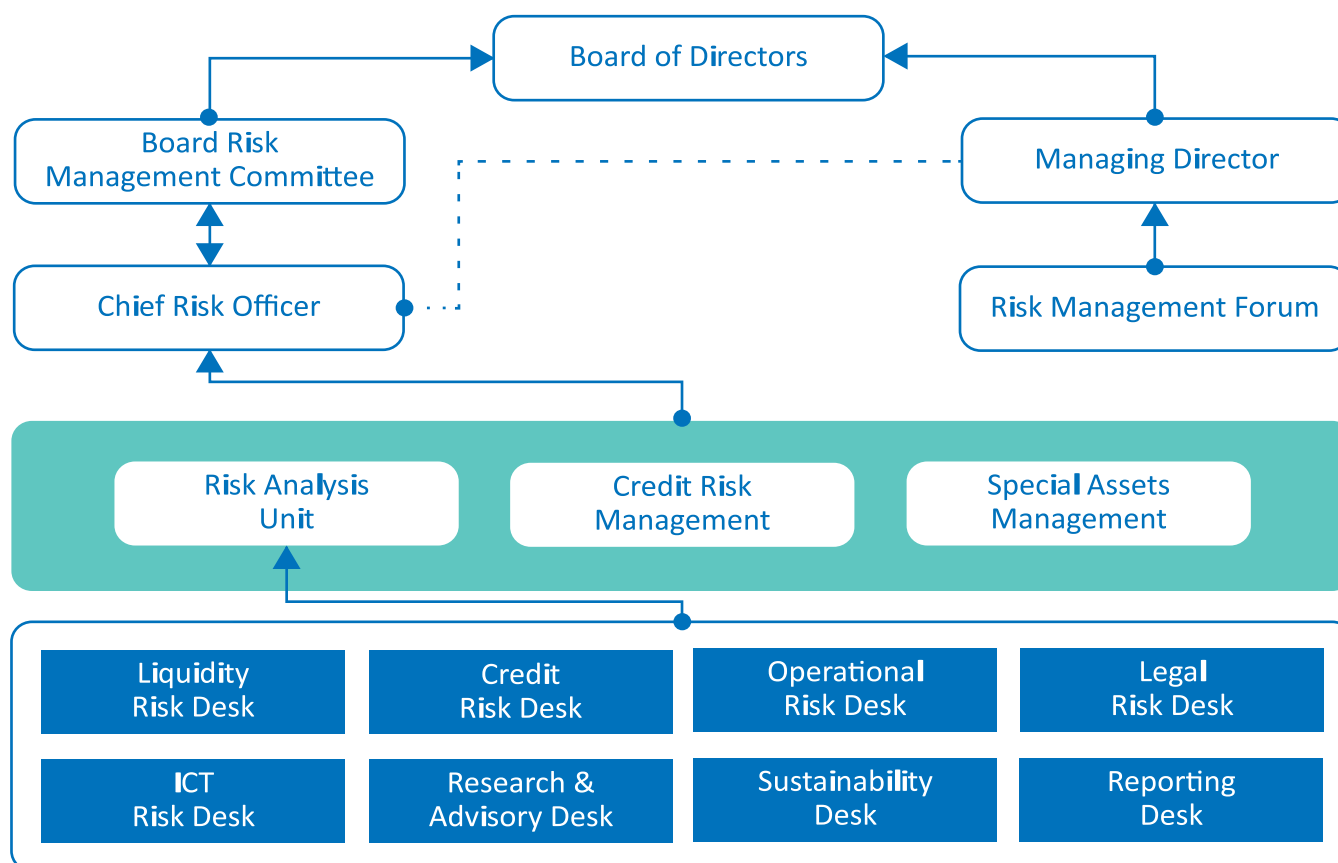 Board of Directors
Board Risk
Management Committee
Managing Director
Chief Risk Officer
Risk Management Forum
Risk Analysis
Unit
Credit Risk
Management
Special Assets
Management
Liquidity
Risk Desk
Credit
Risk Desk
Operational
Risk Desk
Legal
Risk Desk
ICT
Risk Desk
Research &
Advisory Desk
Sustainability
Desk
Reporting
Desk